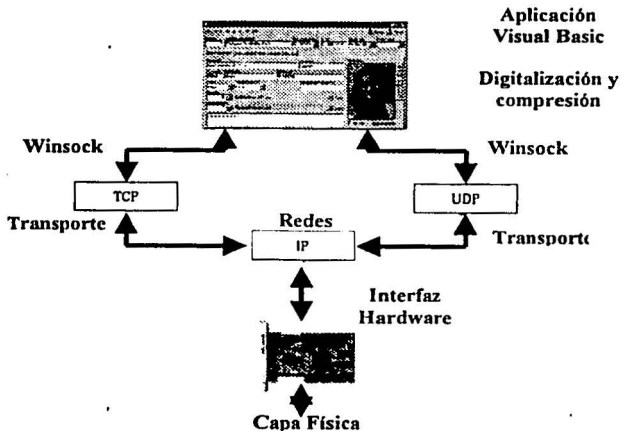 Aplicación
Visual Basic
Digitalización y
compresión
Winsock
Winsock
TCP
UDP
Transporte
Redes
Transporte
IP
Interfaz
Hardware
Capa Física